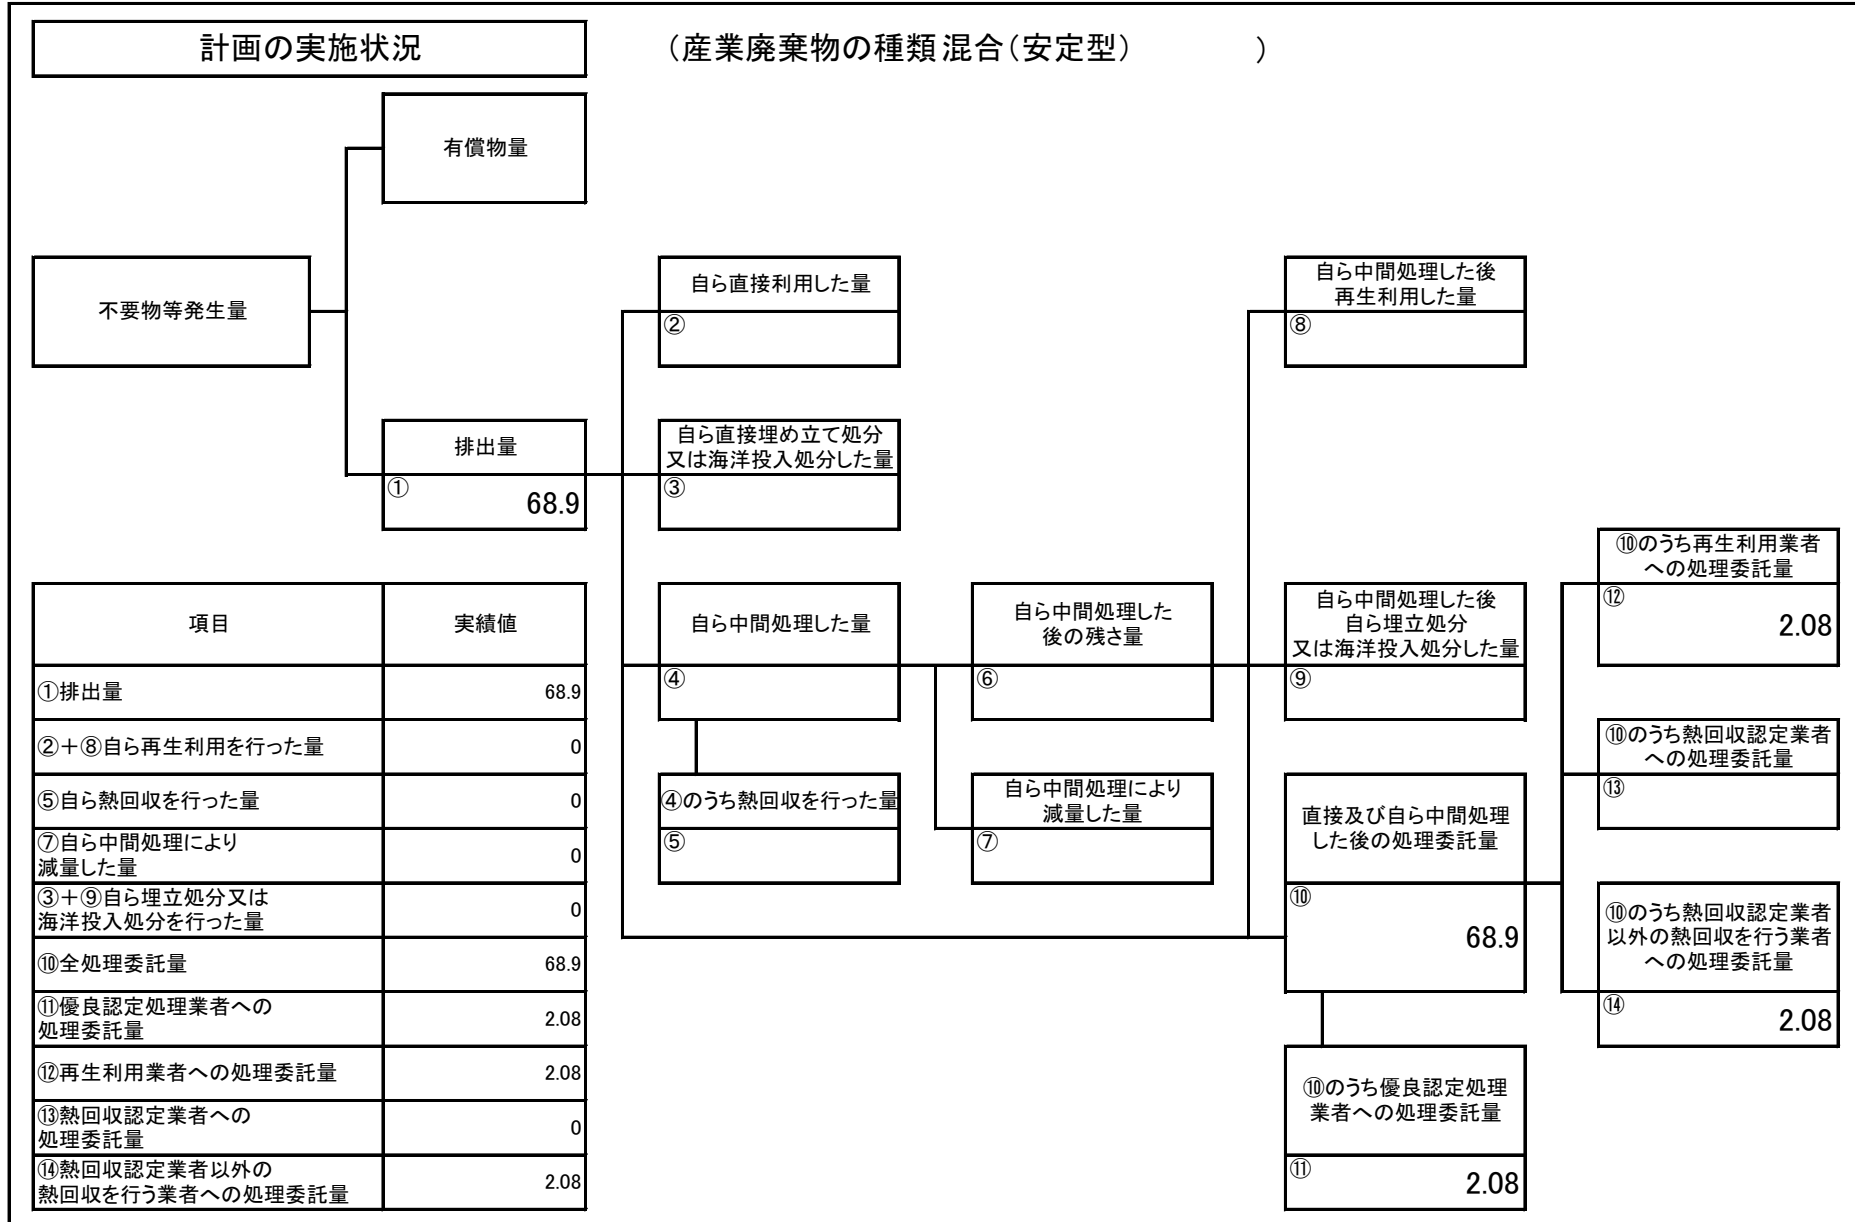 計画の実施状況
（産業廃棄物の種類 混合（安定型）　　　　）
有償物量
不要物等発生量
自ら直接利用した量
②
自ら中間処理した後
再生利用した量
⑧
排出量
①
68.9
自ら直接埋め立て処分
又は海洋投入処分した量
③
⑩のうち再生利用業者
への処理委託量
⑫
2.08
自ら中間処理した量
④
自ら中間処理した
後の残さ量
⑥
自ら中間処理した後
自ら埋立処分
又は海洋投入処分した量
⑨
⑩のうち熱回収認定業者
への処理委託量
⑬
④のうち熱回収を行った量
⑤
自ら中間処理により
減量した量
⑦
直接及び自ら中間処理
した後の処理委託量
⑩
68.9
⑩のうち熱回収認定業者
以外の熱回収を行う業者
への処理委託量
⑭
2.08
⑩のうち優良認定処理
業者への処理委託量
⑪
2.08
項目 実績値
①排出量 68.9
②＋⑧自ら再生利用を行った量 0
⑤自ら熱回収を行った量 0
⑦自ら中間処理により
減量した量 0
③＋⑨自ら埋立処分又は
海洋投入処分を行った量 0
⑩全処理委託量 68.9
⑪優良認定処理業者への
処理委託量 2.08
⑫再生利用業者への処理委託量 2.08
⑬熱回収認定業者への
処理委託量 0
⑭熱回収認定業者以外の
熱回収を行う業者への処理委託量 2.08